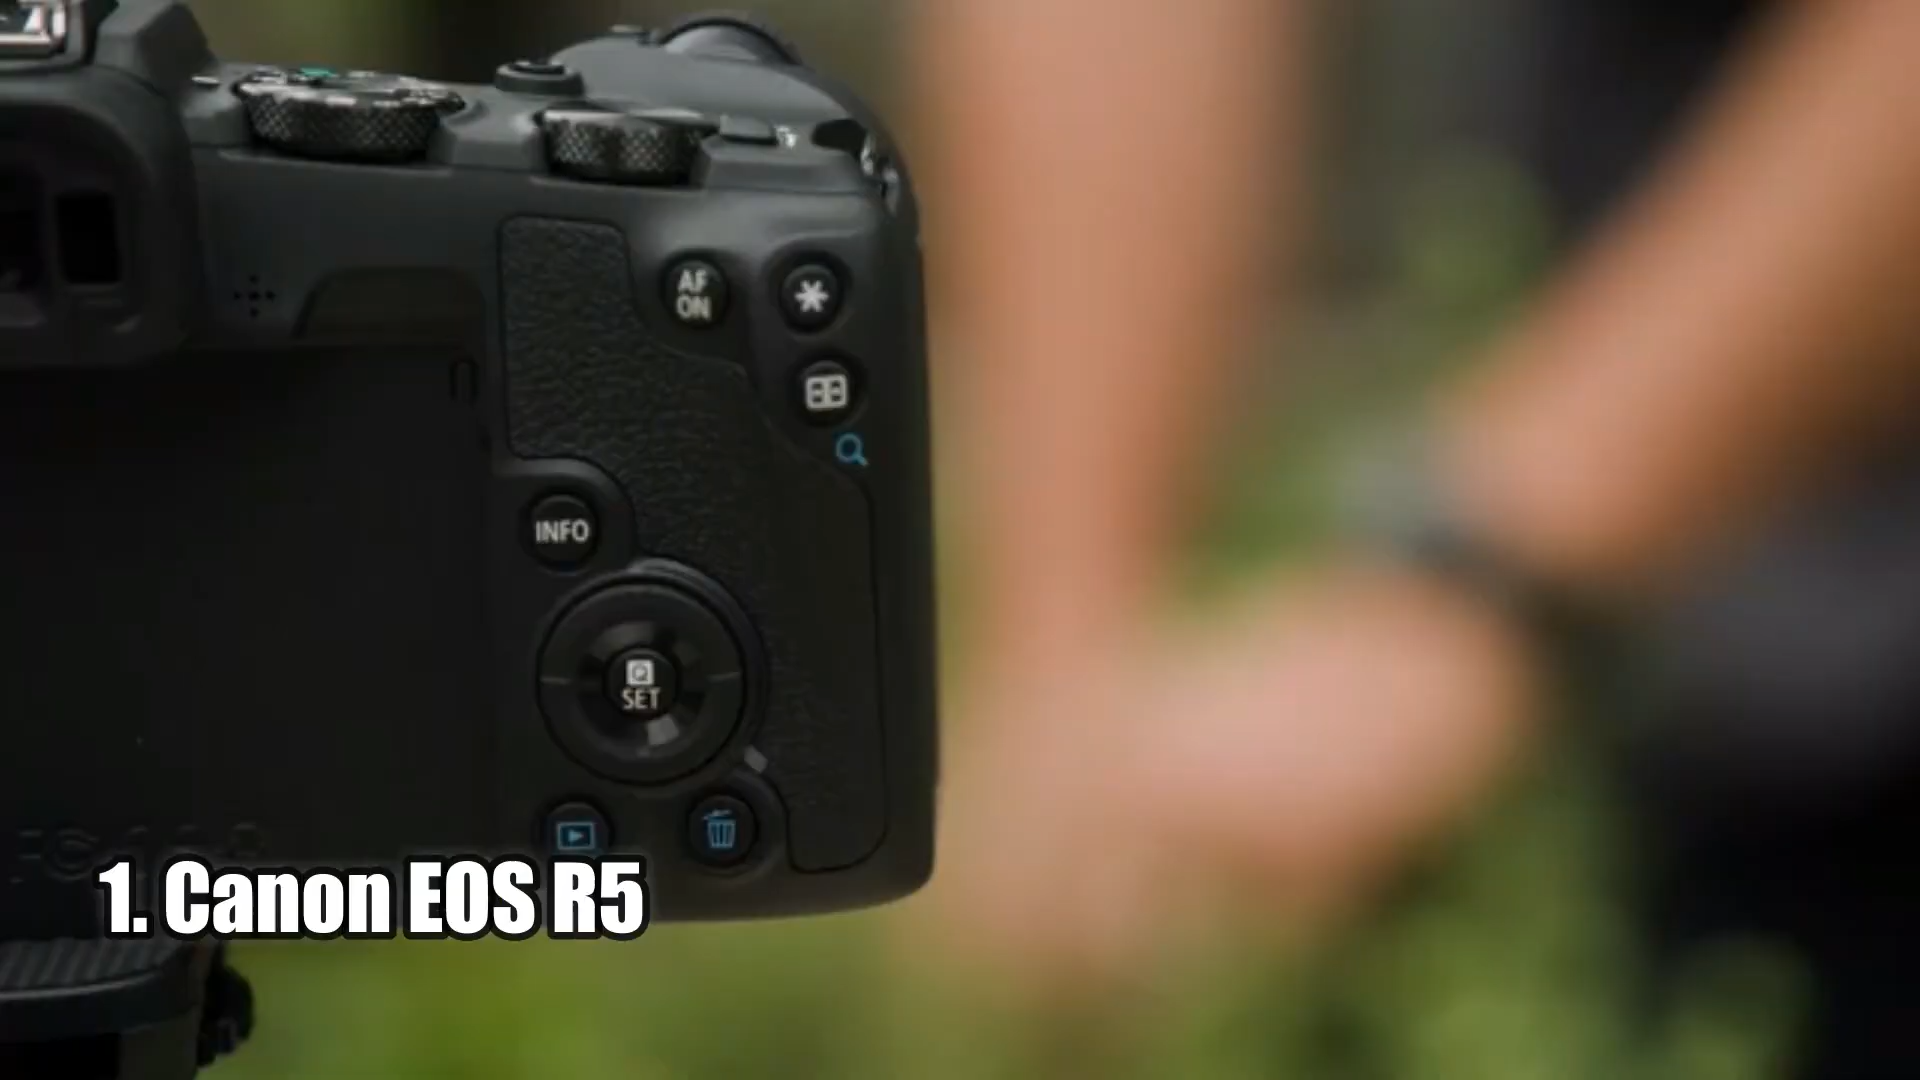 AF
ON
INFO
Q
SET
1. Canon EOS R5